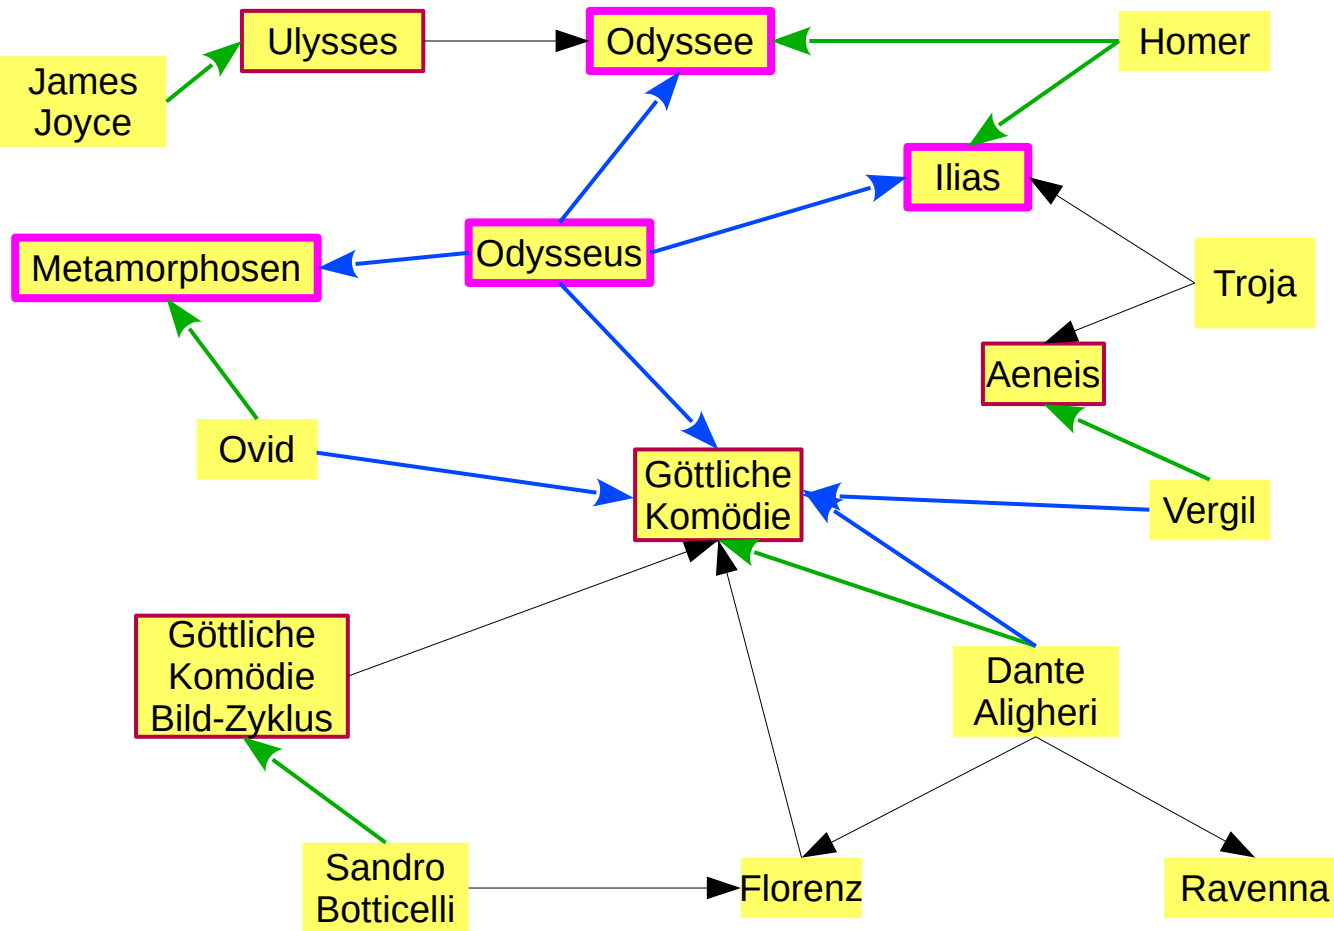 Ulysses
Odyssee
Homer
James
Joyce
Ilias
Odysseus
Metamorphosen
Troja
Aeneis
Ovid
Göttliche
Komödie
Vergil
Göttliche
Komödie
Bild-Zyklus
Dante
Aligheri
Sandro
Botticelli
Florenz
Ravenna